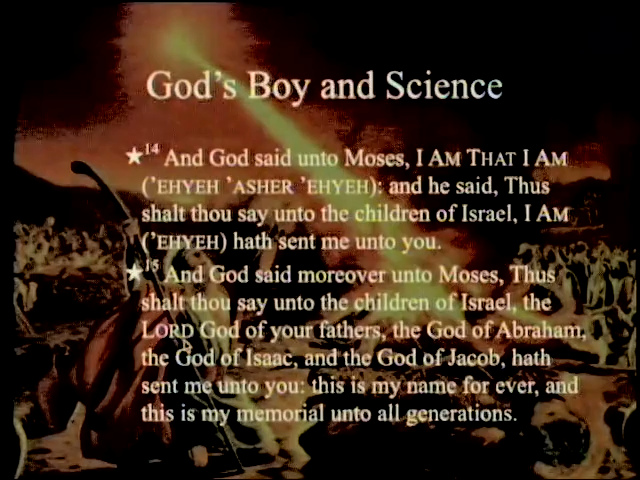 God's Boy and Science
★14 And God said unto Moses, I AM THAT I AM
('EHYEH 'ASHER 'EHYEH): and he said, Thus
shalt thou say unto the children of Israel, I AM
('EHYEH) hath sent me unto you.
★15 And God said moreover unto Moses, Thus
shalt thou say unto the children of Israel, the
LORD God of your fathers, the God of Abraham,
the God of Isaac, and the God of Jacob, hath
sent me unto you: this is my name for ever, and
this is my memorial unto all generations.